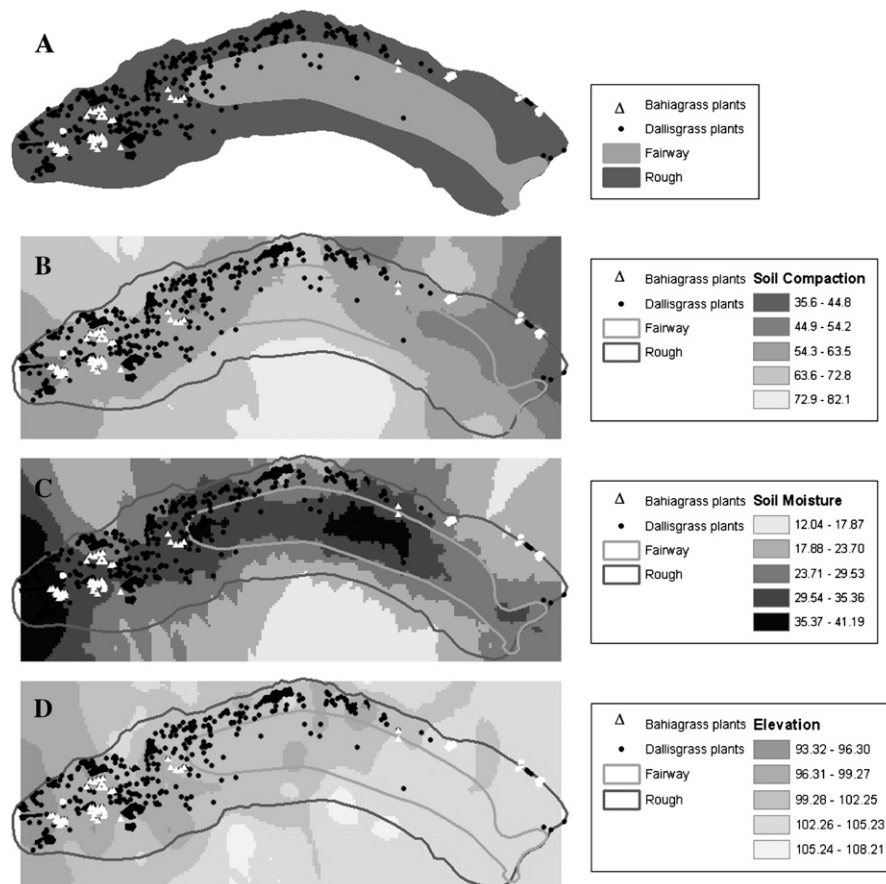 A
Δ Bahiagrass plants
Dallisgrass plants
Fairway
Rough
B
Δ Bahiagrass plants
Dallisgrass plants
Fairway
Rough
Soil Compaction
35.6 - 44.8
44.9 - 54.2
54.3 - 63.5
63.6 - 72.8
72.9 - 82.1
C
Δ Bahiagrass plants
Dallisgrass plants
Fairway
Rough
Soil Moisture
12.04 - 17.87
17.88 - 23.70
23.71 - 29.53
29.54 - 35.36
35.37 - 41.19
D
Δ Bahiagrass plants
Dallisgrass plants
Fairway
Rough
Elevation
93.32 - 96.30
96.31 - 99.27
99.28 - 102.25
102.26 - 105.23
105.24 - 108.21